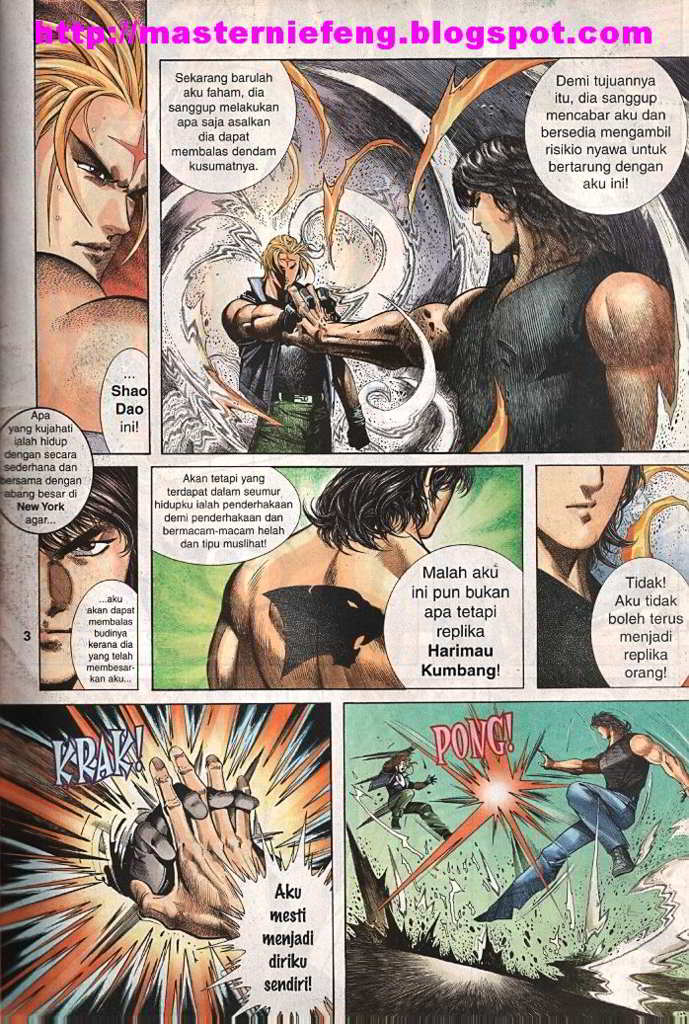 http://masterniefeng.blogspot.com
Sekarang barulah
aku faham, dia
sanggup melakukan
apa saja asalkan
dia dapat
membalas dendam
kusumatnya.
Demi tujuannya
itu, dia sanggup
mencabar aku dan
bersedia mengambil
risikio nyawa untuk
bertarung dengan
aku ini!
...
Shao
Dao
ini!
Apa
yang kuhajati
ialah hidup
dengan secara
sederhana dan
bersama dengan
abang besar di
New York
agar...
...aku
akan dapat
membalas
budinya
kerana dia
yang telah
membesar-
kan aku...
Akan tetapi yang
terdapat dalam seumur
hidupku ialah penderhakaan
demi penderhakaan dan
bermacam-macam helah
dan tipu muslihat!
Malah aku
ini pun bukan
apa tetapi
replika
Harimau
Kumbang!
Tidak!
Aku tidak
boleh terus
menjadi
replika
orang!
3
KRAK!
Aku
mesti
menjadi
diriku
sendiri!
PONG!